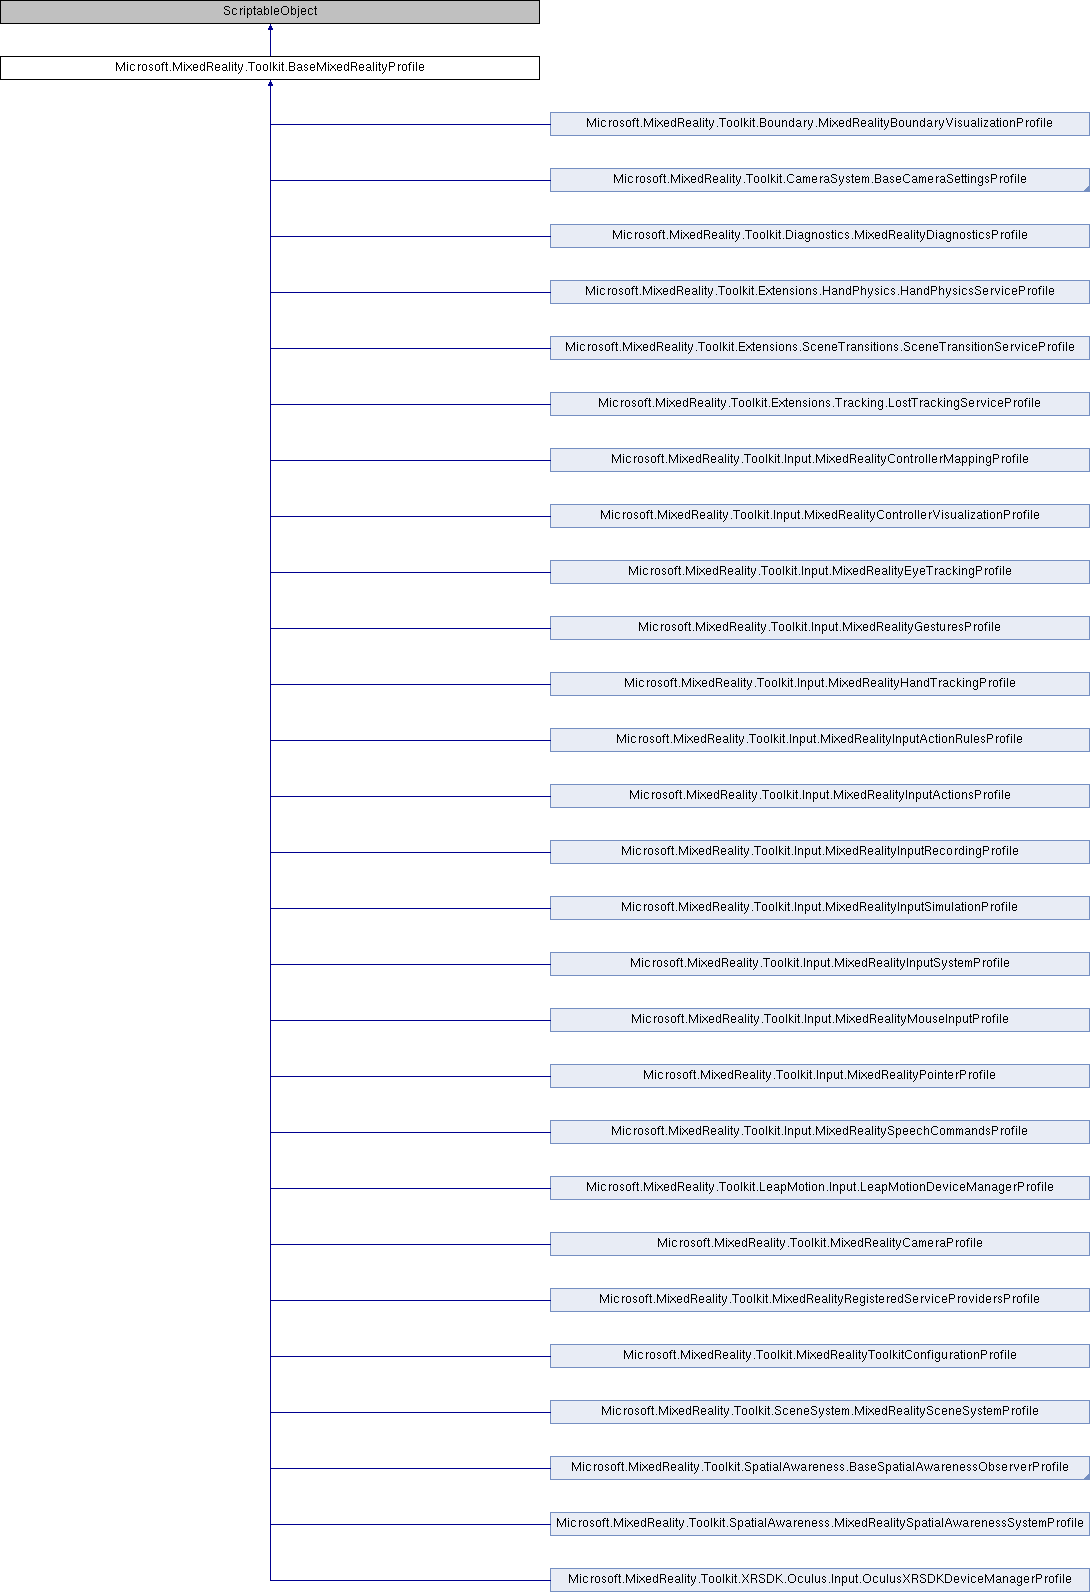 ScriptableObject
Microsoft.MixedReality.Toolkit.BaseMixedRealityProfile
Microsoft.MixedReality.Toolkit.Boundary.MixedRealityBoundaryVisualizationProfile
Microsoft.MixedReality.Toolkit.CameraSystem.BaseCameraSettingsProfile
Microsoft.MixedReality.Toolkit.Diagnostics.MixedRealityDiagnosticsProfile
Microsoft.MixedReality.Toolkit.Extensions.HandPhysics.HandPhysicsServiceProfile
Microsoft.MixedReality.Toolkit.Extensions.SceneTransitions.SceneTransitionServiceProfile
Microsoft.MixedReality.Toolkit.Extensions.Tracking.LostTrackingServiceProfile
Microsoft.MixedReality.Toolkit.Input.MixedRealityControllerMappingProfile
Microsoft.MixedReality.Toolkit.Input.MixedRealityControllerVisualizationProfile
Microsoft.MixedReality.Toolkit.Input.MixedRealityEyeTrackingProfile
Microsoft.MixedReality.Toolkit.Input.MixedRealityGesturesProfile
Microsoft.MixedReality.Toolkit.Input.MixedRealityHandTrackingProfile
Microsoft.MixedReality.Toolkit.Input.MixedRealityInputActionRulesProfile
Microsoft.MixedReality.Toolkit.Input.MixedRealityInputActionsProfile
Microsoft.MixedReality.Toolkit.Input.MixedRealityInputRecordingProfile
Microsoft.MixedReality.Toolkit.Input.MixedRealityInputSimulationProfile
Microsoft.MixedReality.Toolkit.Input.MixedRealityInputSystemProfile
Microsoft.MixedReality.Toolkit.Input.MixedRealityMouseInputProfile
Microsoft.MixedReality.Toolkit.Input.MixedRealityPointerProfile
Microsoft.MixedReality.Toolkit.Input.MixedRealitySpeechCommandsProfile
Microsoft.MixedReality.Toolkit.LeapMotion.Input.LeapMotionDeviceManagerProfile
Microsoft.MixedReality.Toolkit.MixedRealityCameraProfile
Microsoft.MixedReality.Toolkit.MixedRealityRegisteredServiceProvidersProfile
Microsoft.MixedReality.Toolkit.MixedRealityToolkitConfigurationProfile
Microsoft.MixedReality.Toolkit.SceneSystem.MixedRealitySceneSystemProfile
Microsoft.MixedReality.Toolkit.SpatialAwareness.BaseSpatialAwarenessObserverProfile
Microsoft.MixedReality.Toolkit.SpatialAwareness.MixedRealitySpatialAwarenessSystemProfile
Microsoft.MixedReality.Toolkit.XRSDK.Oculus.Input.OculusXRSDKDeviceManagerProfile